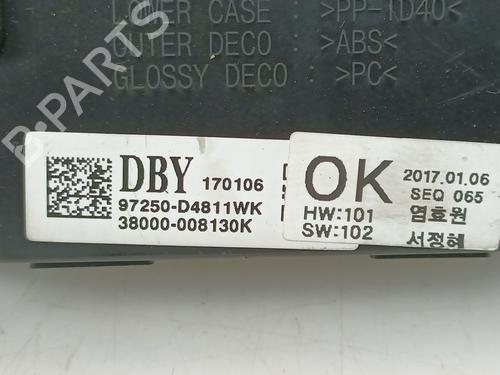 LOWER CASE >PP-TD40<
OUTER DECO >ABS<
GLOSSY DECO >PC<
B-PARTS
DBY 170106
97250-D4811WK
38000-008130K
OK
2017.01.06
SEQ 065
HW:101 염효원
SW:102 서정혜